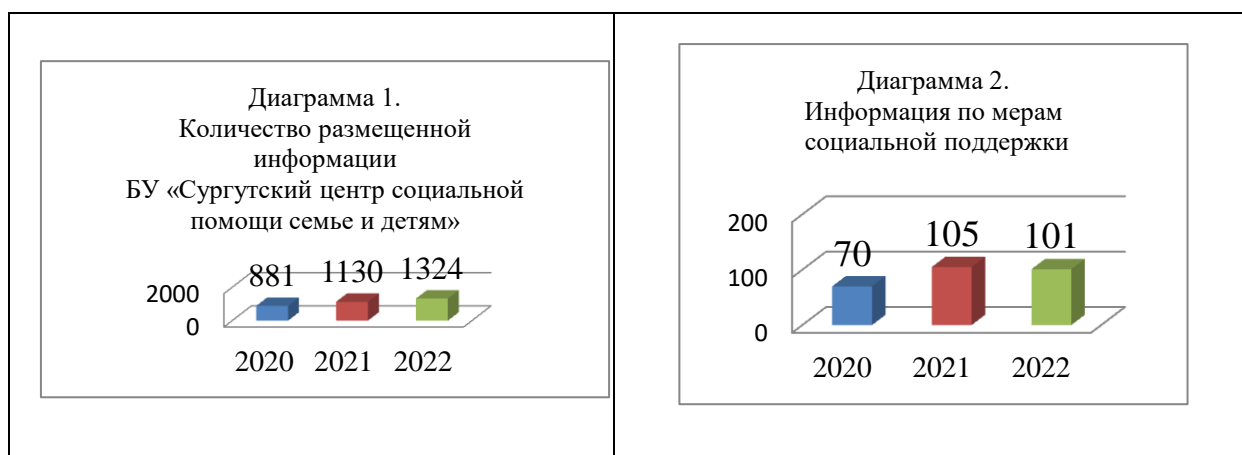 Диаграмма 1.
Количество размещенной
информации
БУ «Сургутский центр социальной
помощи семье и детям»
881 1130 1324
2000
0
2020 2021 2022
Диаграмма 2.
Информация по мерам
социальной поддержки
200
100
0
70 105 101
2020 2021 2022